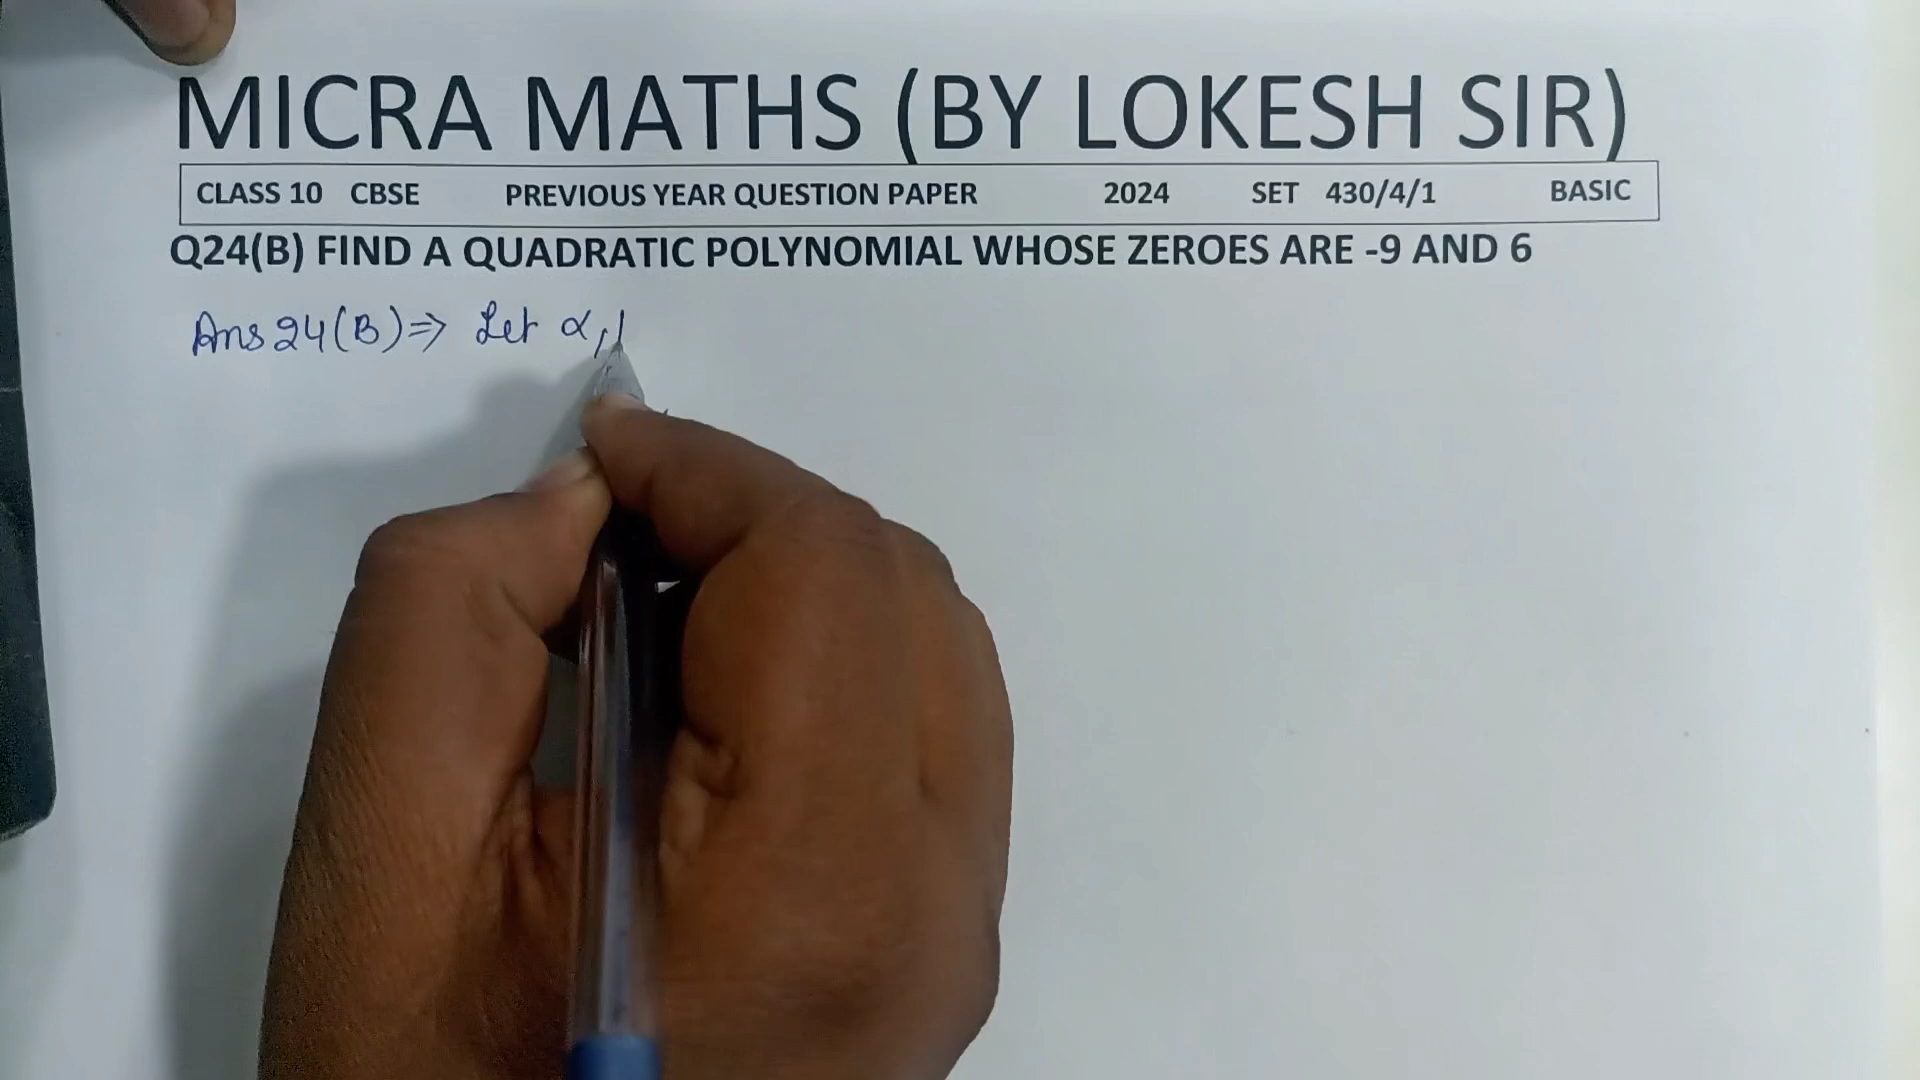 MICRA MATHS (BY LOKESH SIR)
CLASS 10 CBSE PREVIOUS YEAR QUESTION PAPER 2024 SET 430/4/1 BASIC
Q24(B) FIND A QUADRATIC POLYNOMIAL WHOSE ZEROES ARE -9 AND 6
Ans 24(B)⇒ Let α,